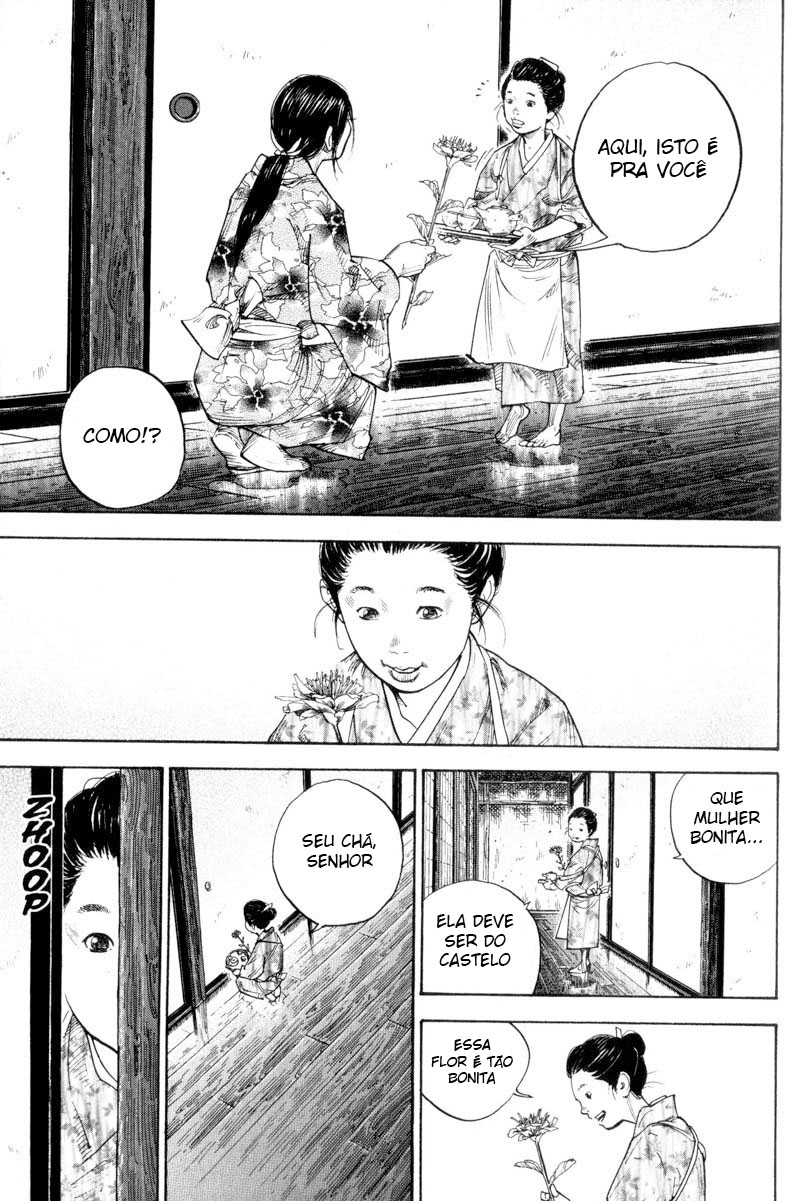 AQUI, ISTO É
PRA VOCÊ
COMO!?
QUE
MULHER
BONITA...
ELA DEVE
SER DO
CASTELO
ESSA
FLOR É TÃO
BONITA
SEU CHÁ,
SENHOR
ZHOOP